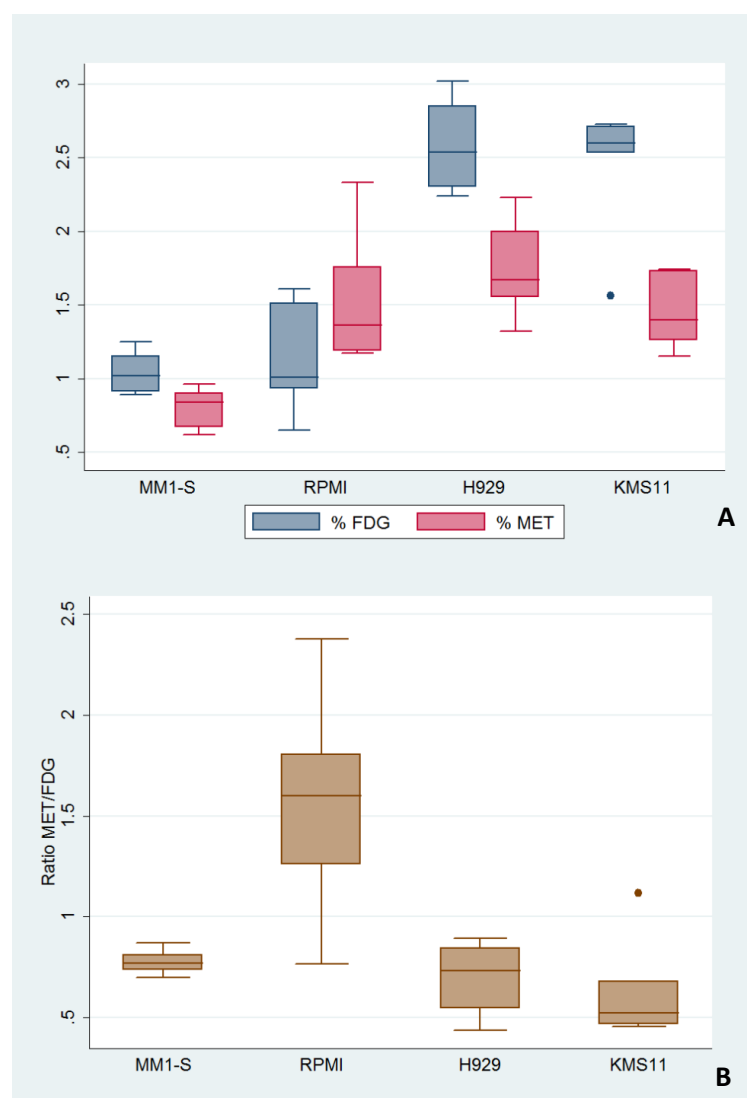 3
2.5
2
1.5
1
.5
MM1-S RPMI H929 KMS11
% FDG % MET
A
2.5
2
1.5
1
.5
Ratio MET/FDG
MM1-S RPMI H929 KMS11
B